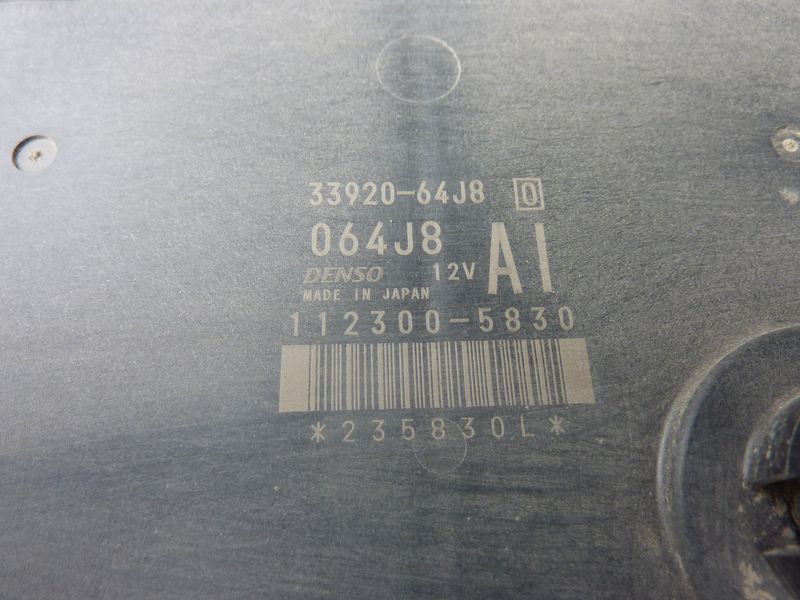 33920-64J8 0
064J8 AI
DENSO 12V
MADE IN JAPAN
112300-5830
*235830L*